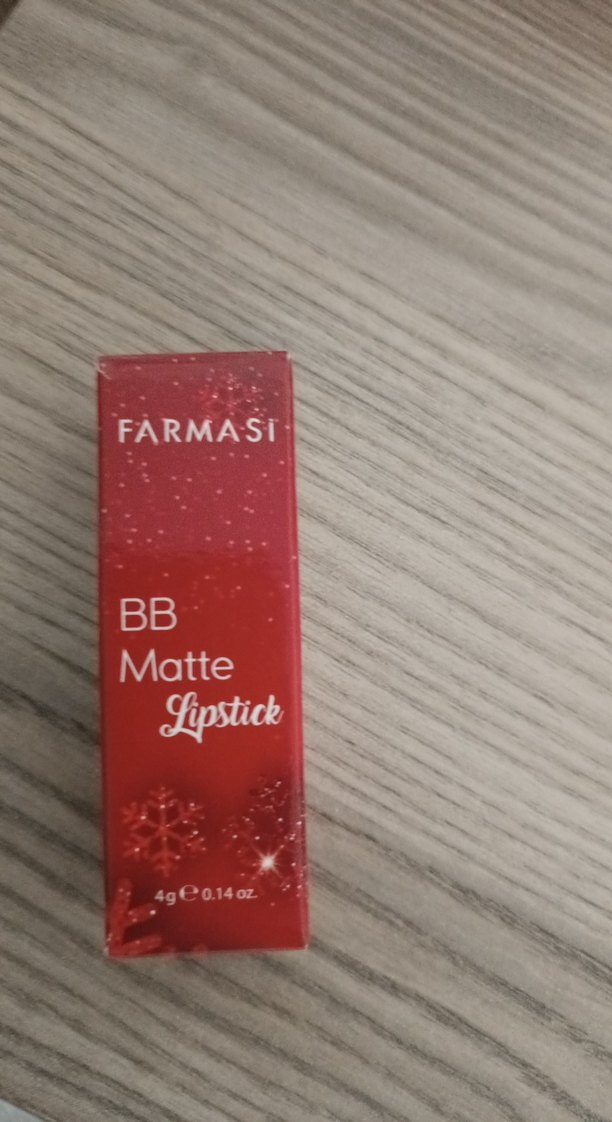 FARMASi
BB
Matte
Lipstick
4g ℮ 0.14 oz.